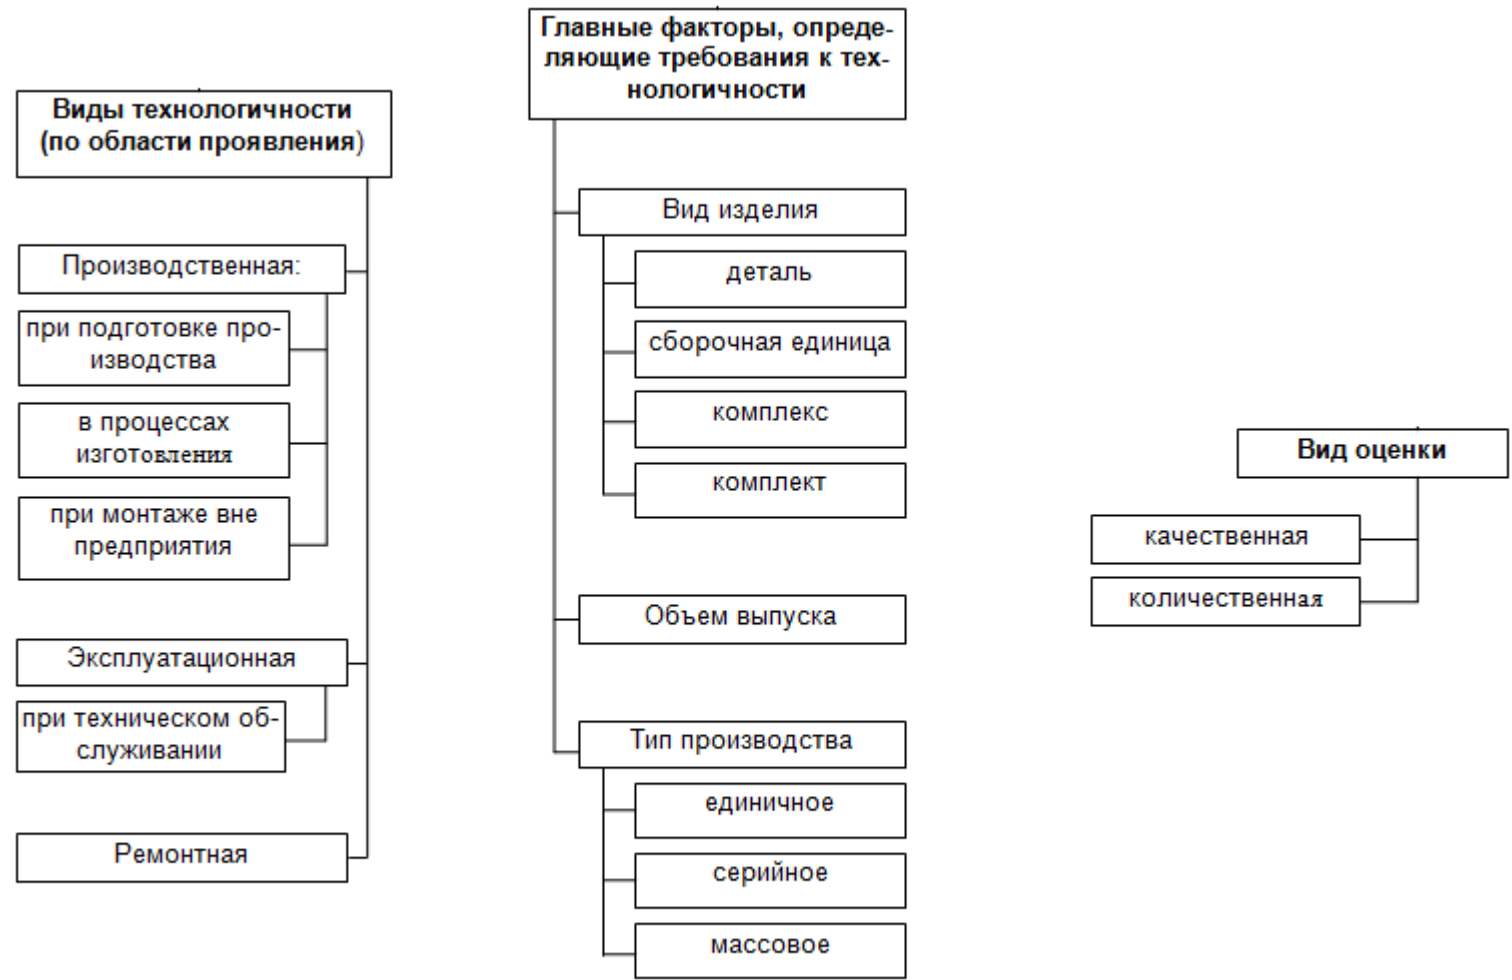 Виды технологичности
(по области проявления)
Производственная:
при подготовке про-
изводства
в процессах
изготовления
при монтаже вне
предприятия
Эксплуатационная
при техническом об-
служивании
Ремонтная
Главные факторы, опреде-
ляющие требования к тех-
нологичности
Вид изделия
деталь
сборочная единица
комплекс
комплект
Объем выпуска
Тип производства
единичное
серийное
массовое
Вид оценки
качественная
количественная